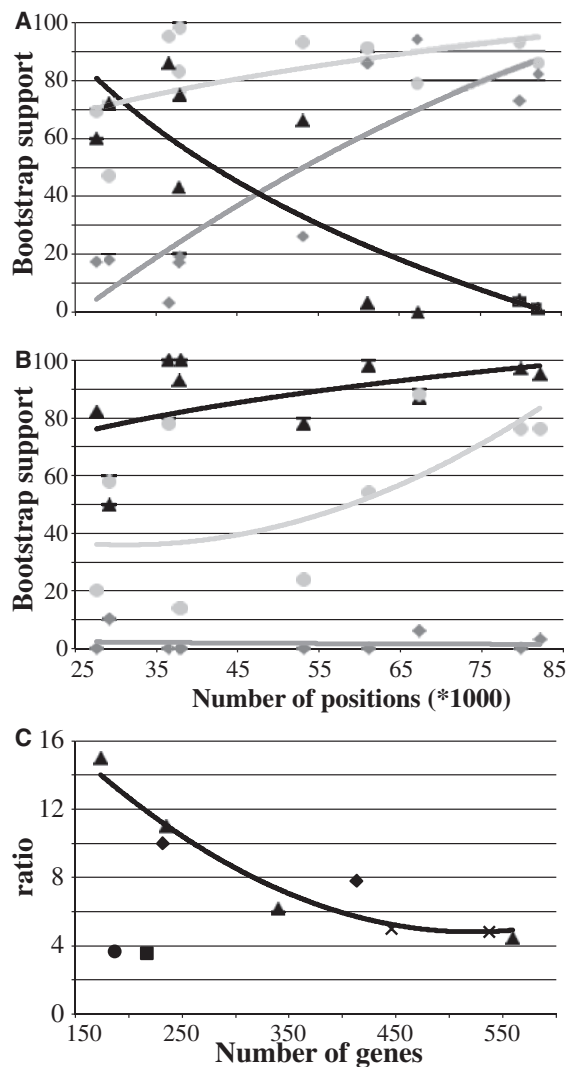 A
100
80
60
40
20
0
Bootstrap support
B
100
80
60
40
20
0
Bootstrap support
25 35 45 55 65 75 85
Number of positions (*1000)
C
16
12
8
4
0
ratio
150 250 350 450 550
Number of genes